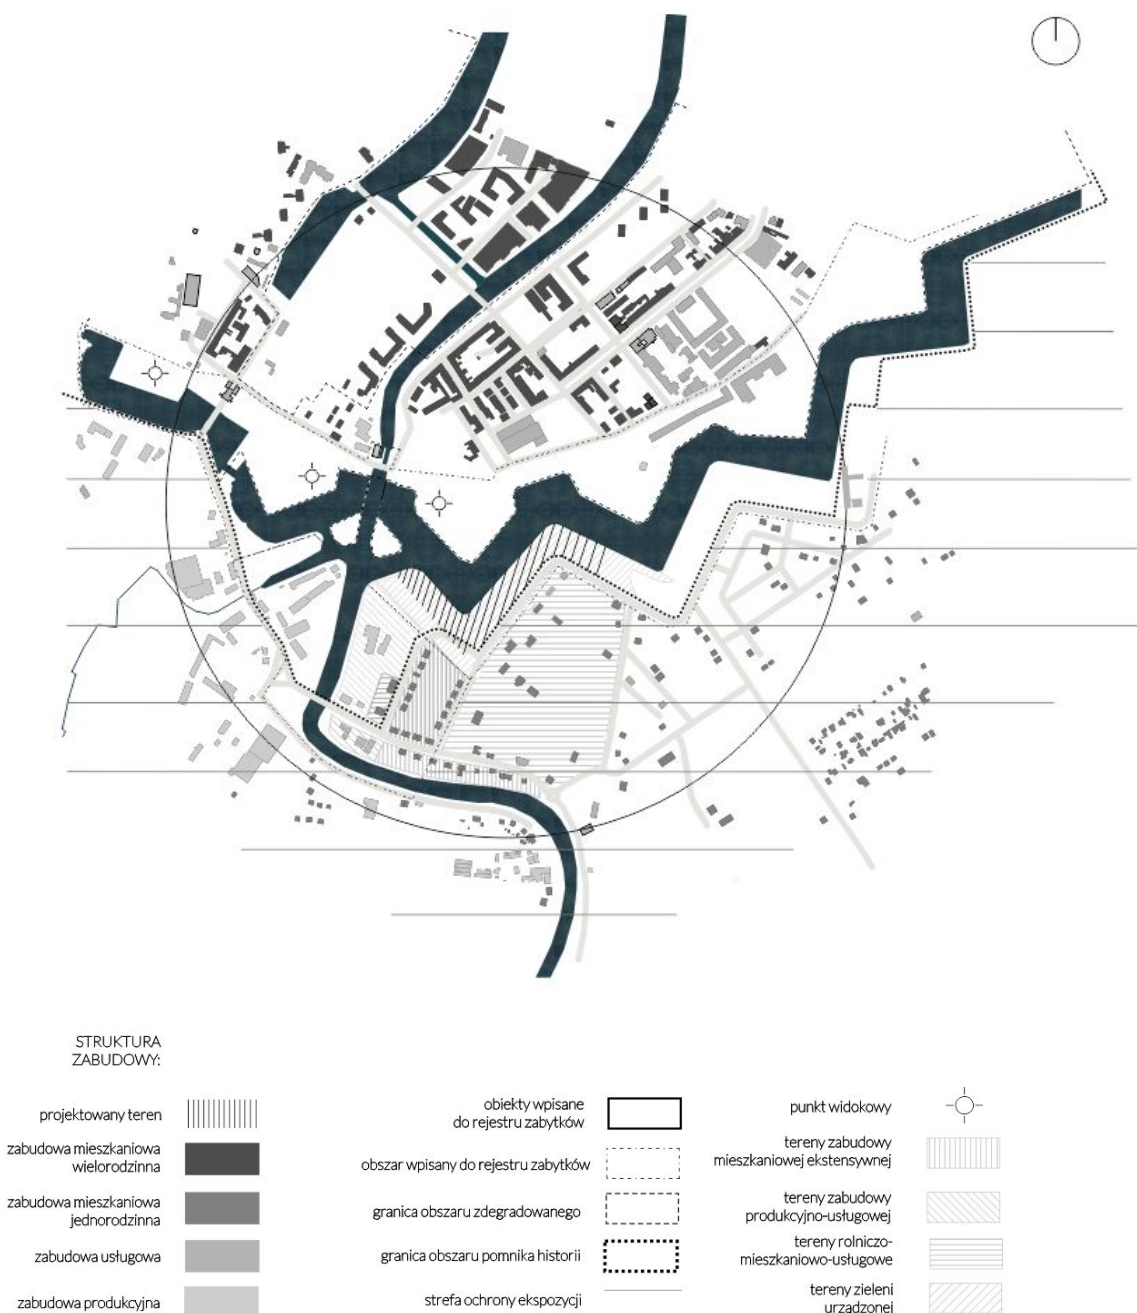 STRUKTURA
ZABUDOWY:
projektowany teren
zabudowa mieszkaniowa
wielorodzinna
zabudowa mieszkaniowa
jednorodzinna
zabudowa usługowa
zabudowa produkcyjna
obiekty wpisane
do rejestru zabytków
obszar wpisany do rejestru zabytków
granica obszaru zdegradowanego
granica obszaru pomnika historii
strefa ochrony ekspozycji
punkt widokowy
tereny zabudowy
mieszkaniowej ekstensywnej
tereny zabudowy
produkcyjno-usługowej
tereny rolniczo-
mieszkaniowo-usługowe
tereny zieleni
urządzonej